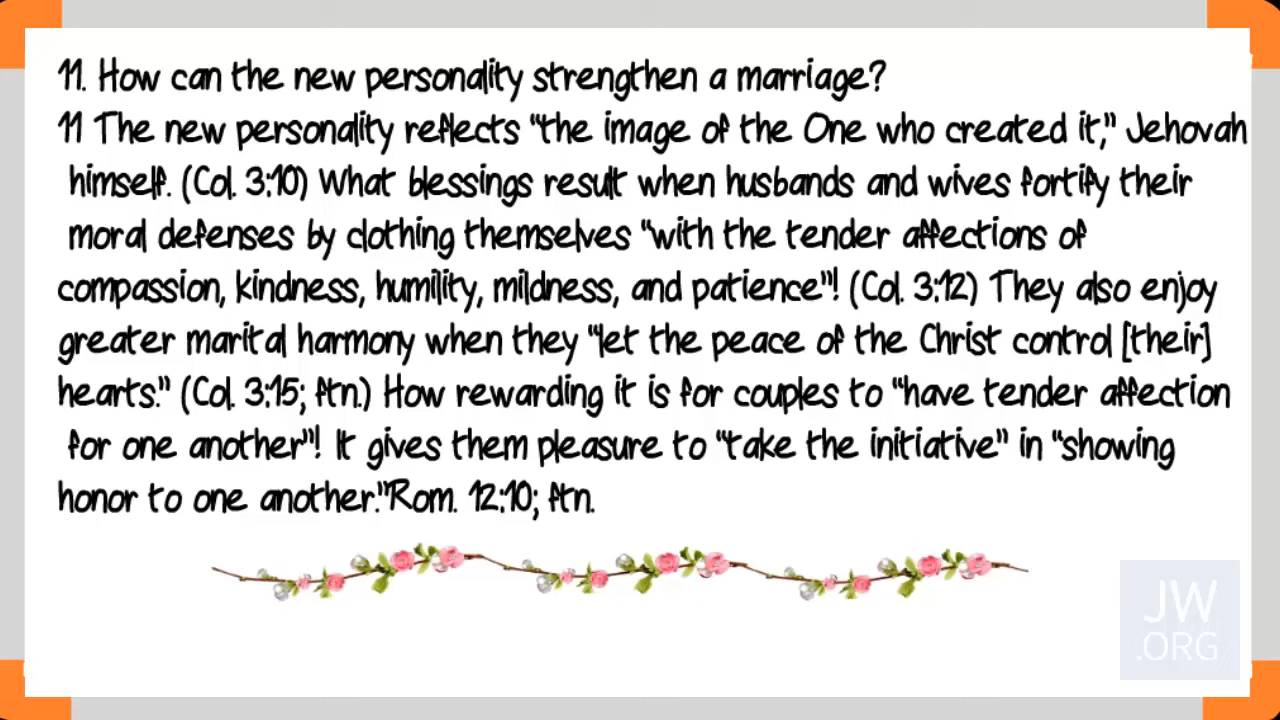 11. How can the new personality strengthen a marriage?
11 The new personality reflects “the image of the One who created it,” Jehovah
himself. (Col. 3:10) What blessings result when husbands and wives fortify their
moral defenses by clothing themselves “with the tender affections of
compassion, kindness, humility, mildness, and patience”! (Col. 3:12) They also enjoy
greater marital harmony when they “let the peace of the Christ control [their]
hearts.” (Col. 3:15; ftn.) How rewarding it is for couples to “have tender affection
for one another”! It gives them pleasure to “take the initiative” in “showing
honor to one another.”Rom. 12:10; ftn.
JW
.ORG